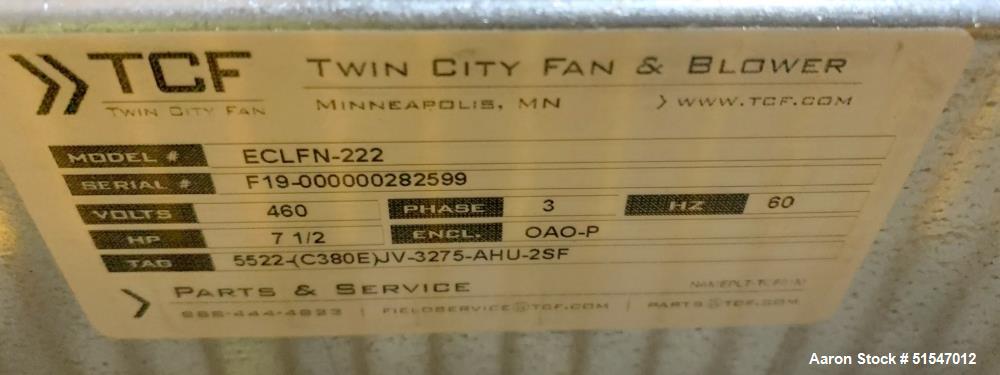 TCF
TWIN CITY FAN
TWIN CITY FAN & BLOWER
MINNEAPOLIS, MN > WWW.TCF.COM
MODEL # ECLFN-222
SERIAL # F19-000000282599
VOLTS 460 PHASE 3 HZ 60
HP 7 1/2 ENCL. OAO-P
TAG 5522-(C380E)JV-3275-AHU-2SF
PARTS & SERVICE
FIELDSERVICE@TCF.COM | PARTS@TCF.COM
Aaron Stock # 51547012